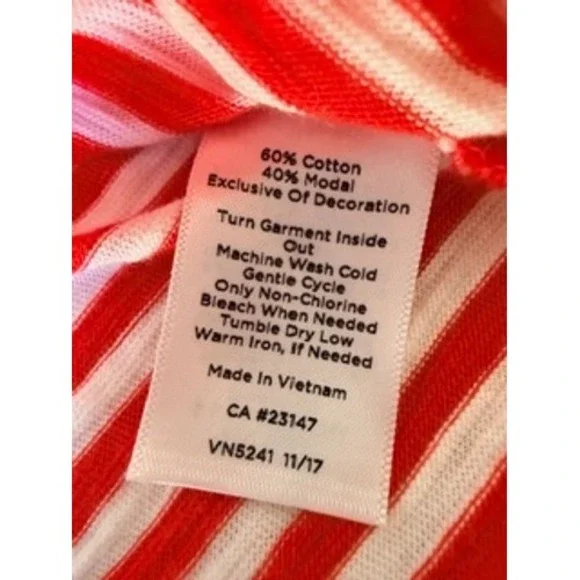 60% Cotton
40% Modal
Exclusive Of Decoration
Turn Garment Inside
Out
Machine Wash Cold
Gentle Cycle
Only Non-Chlorine
Bleach When Needed
Tumble Dry Low
Warm Iron, If Needed
Made In Vietnam
CA #23147
VN5241 11/17